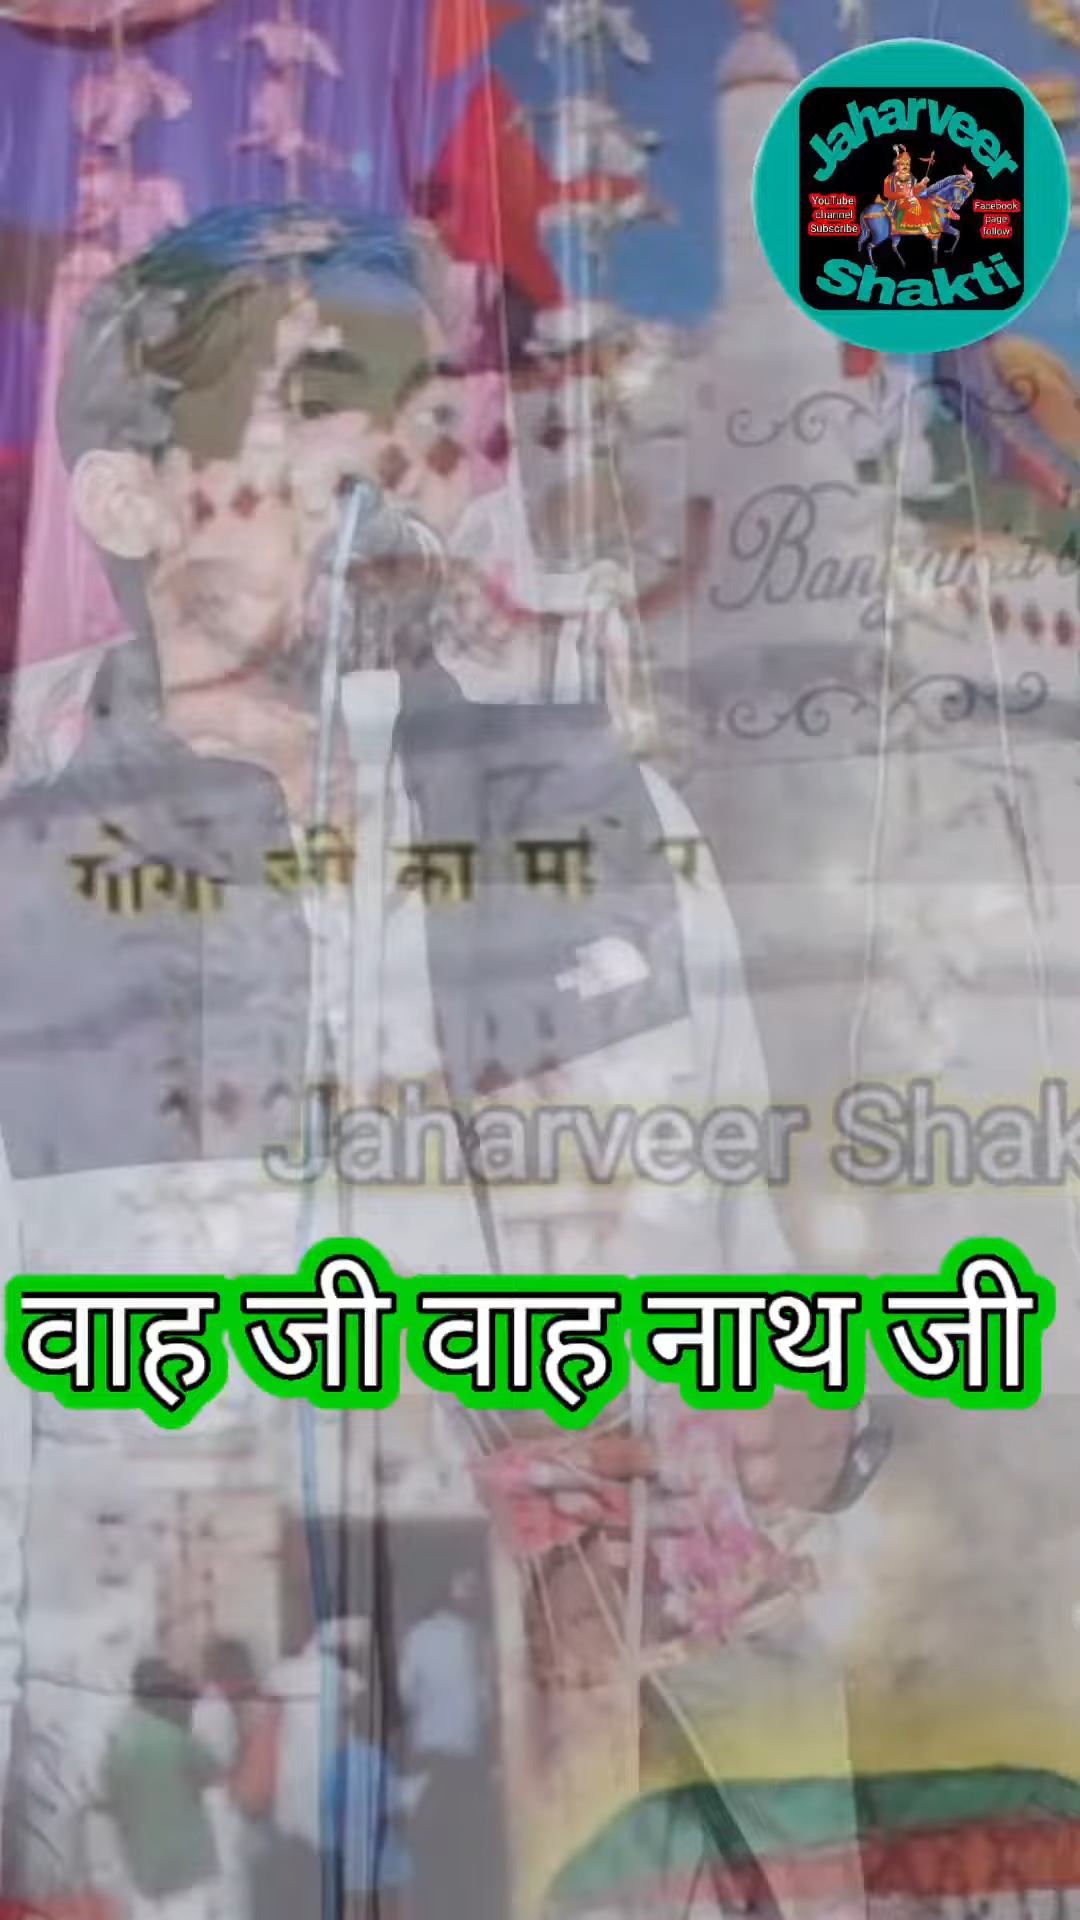 Jaharveer
YouTube
channel
Subscribe
Facebook
page
follow
Shakti
गोगा जी का
Jaharveer Shak
वाह जी वाह नाथ जी